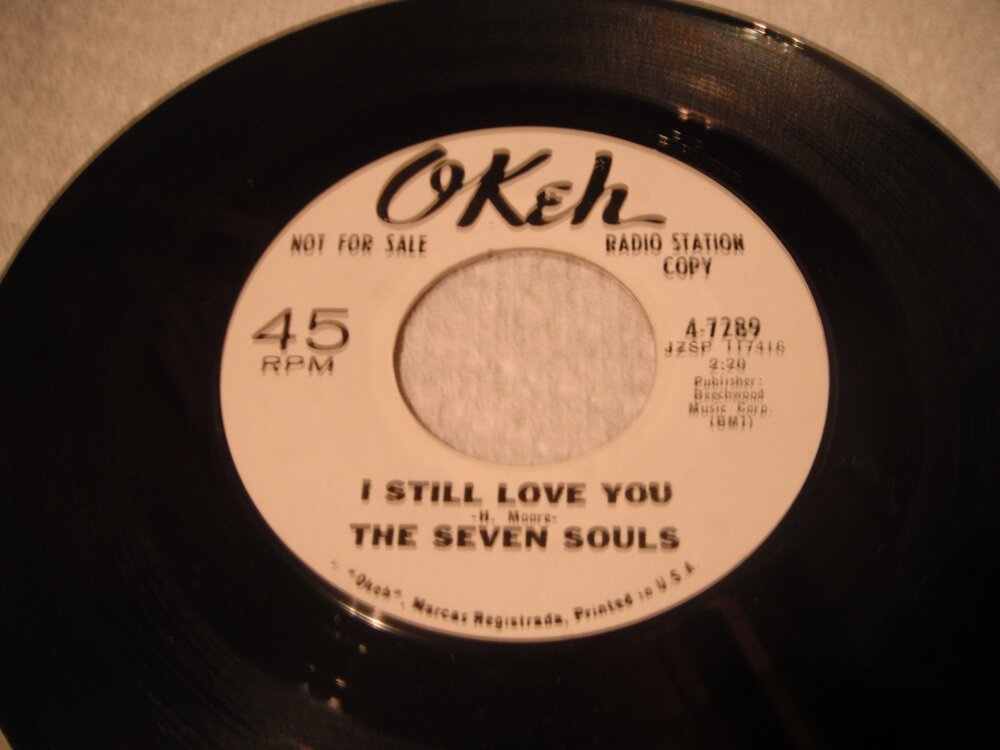 OKeh
NOT FOR SALE
RADIO STATION
COPY
45
RPM
4-7289
JZSP 117416
2:20
Publisher:
Beechwood
Music Corp.
(BMI)
I STILL LOVE YOU
-H. Moore-
THE SEVEN SOULS
"Okeh", Marcas Registrada, Printed in U.S.A.